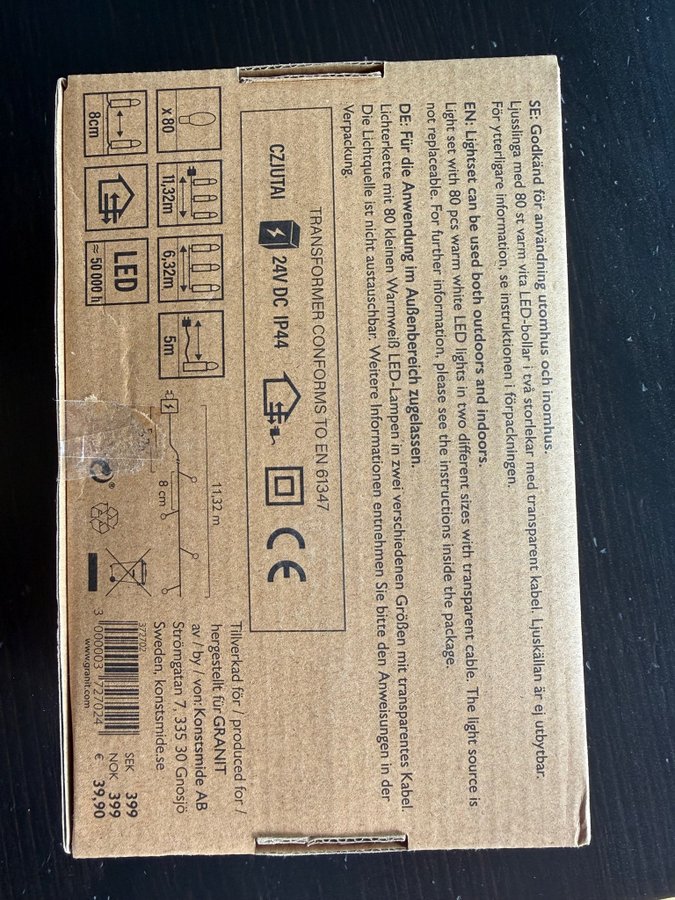 SE: Godkänd för användning utomhus och inomhus.
Ljusslinga med 80 st varm vita LED-bollar i två storlekar med transparent kabel. Ljuskällan är ej utbytbar.
För ytterligare information, se instruktionen i förpackningen.
EN: Lightset can be used both outdoors and indoors.
Light set with 80 pcs warm white LED lights in two different sizes with transparent cable. The light source is
not replaceable. For further information, please see the instructions inside the package.
DE: Für die Anwendung im Außenbereich zugelassen.
Lichterkette mit 80 kleinen Warmweiß LED-Lampen in zwei verschiedenen Größen mit transparentes Kabel.
Die Lichtquelle ist nicht austauschbar. Weitere Informationen entnehmen Sie bitte den Anweisungen in der
Verpackung.
TRANSFORMER CONFORMS TO EN 61347
CZJUTAI 24V DC IP44 CE
x 80
11,32m
6,32m
5m
8cm
LED
≈ 50 000 h
11,32 m
8 cm
Tillverkad för / produced for /
hergestellt für GRANIT
av / by / von: Konstsmide AB
Strömgatan 7, 335 30 Gnosjö
Sweden, konstsmide.se
372702
3 000003 727024
www.granit.com
SEK 399
NOK 399
€ 39,90